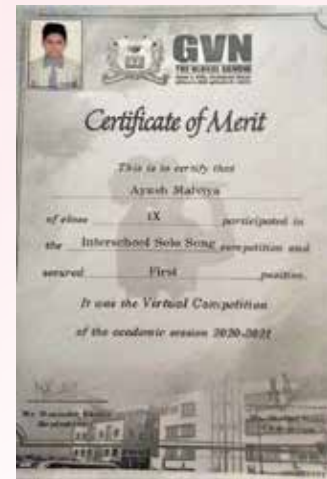 GVN
THE GLOBAL SCHOOL
Certificate of Merit
This is to certify that
Ayush Malviya
of class IX participated in
the Interschool Solo Song competition and
secured First position.
It was the Virtual Competition
of the academic session 2020-2021